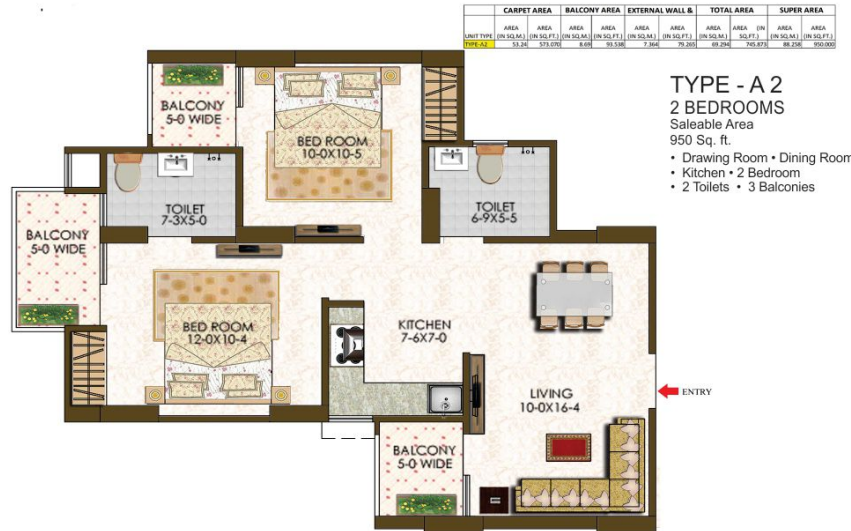 CARPET AREA BALCONY AREA EXTERNAL WALL & TOTAL AREA SUPER AREA
UNIT TYPE AREA (IN SQ.M.) AREA (IN SQ.FT.) AREA (IN SQ.M.) AREA (IN SQ.FT.) AREA (IN SQ.M.) AREA (IN SQ.FT.) AREA (IN SQ.M.) AREA (IN SQ.FT.) AREA (IN SQ.M.) AREA (IN SQ.FT.)
TYPE-A2 53.24 573.070 8.69 93.538 7.364 79.265 69.294 745.873 88.258 950.000
TYPE - A 2
2 BEDROOMS
Saleable Area
950 Sq. ft.
• Drawing Room • Dining Room
• Kitchen • 2 Bedroom
• 2 Toilets • 3 Balconies
BALCONY
5-0 WIDE
BED ROOM
10-0X10-5
TOILET
7-3X5-0
TOILET
6-9X5-5
BALCONY
5-0 WIDE
BED ROOM
12-0X10-4
KITCHEN
7-6X7-0
LIVING
10-0X16-4
ENTRY
BALCONY
5-0 WIDE